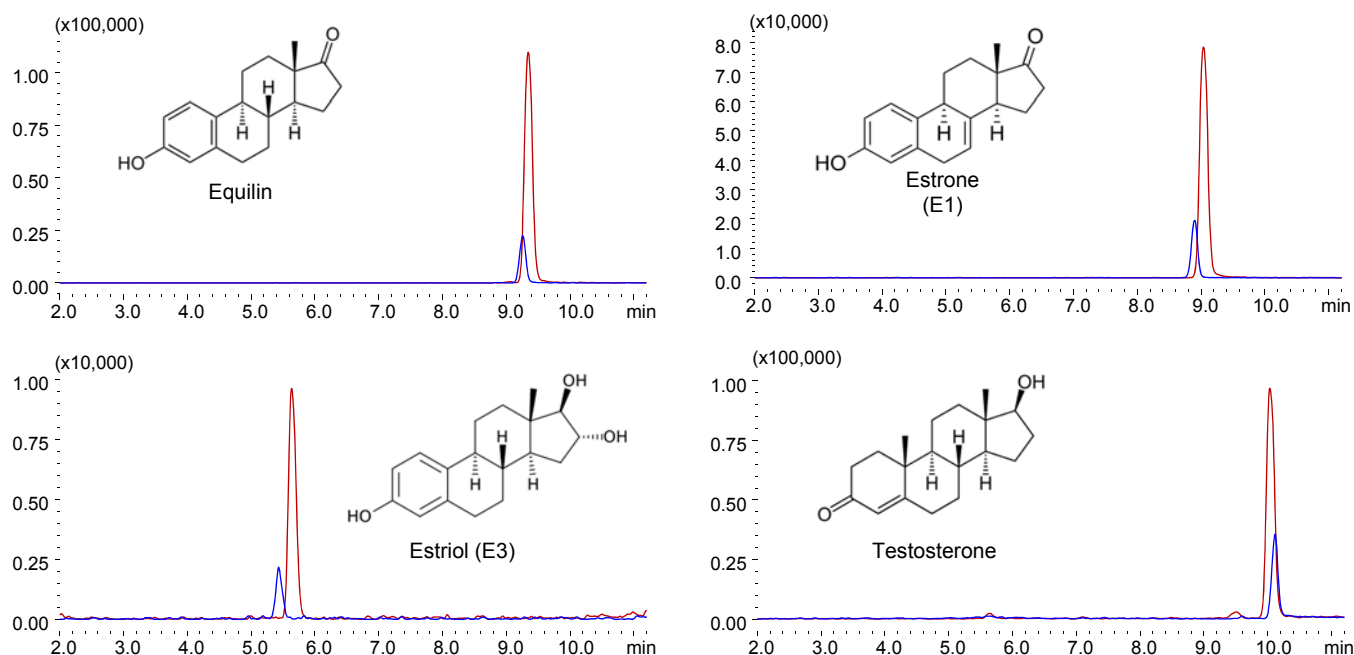 (x100,000)
1.00
0.75
0.50
0.25
0.00
2.0 3.0 4.0 5.0 6.0 7.0 8.0 9.0 10.0 min
O
H
H
H
HO
Equilin
(x10,000)
8.0
7.0
6.0
5.0
4.0
3.0
2.0
1.0
0.0
2.0 3.0 4.0 5.0 6.0 7.0 8.0 9.0 10.0 min
O
H
H
HO
Estrone
(E1)
(x10,000)
1.00
0.75
0.50
0.25
0.00
2.0 3.0 4.0 5.0 6.0 7.0 8.0 9.0 10.0 min
OH
OH
H
H
H
HO
Estriol (E3)
(x100,000)
1.00
0.75
0.50
0.25
0.00
2.0 3.0 4.0 5.0 6.0 7.0 8.0 9.0 10.0 min
OH
H
H
H
O
Testosterone